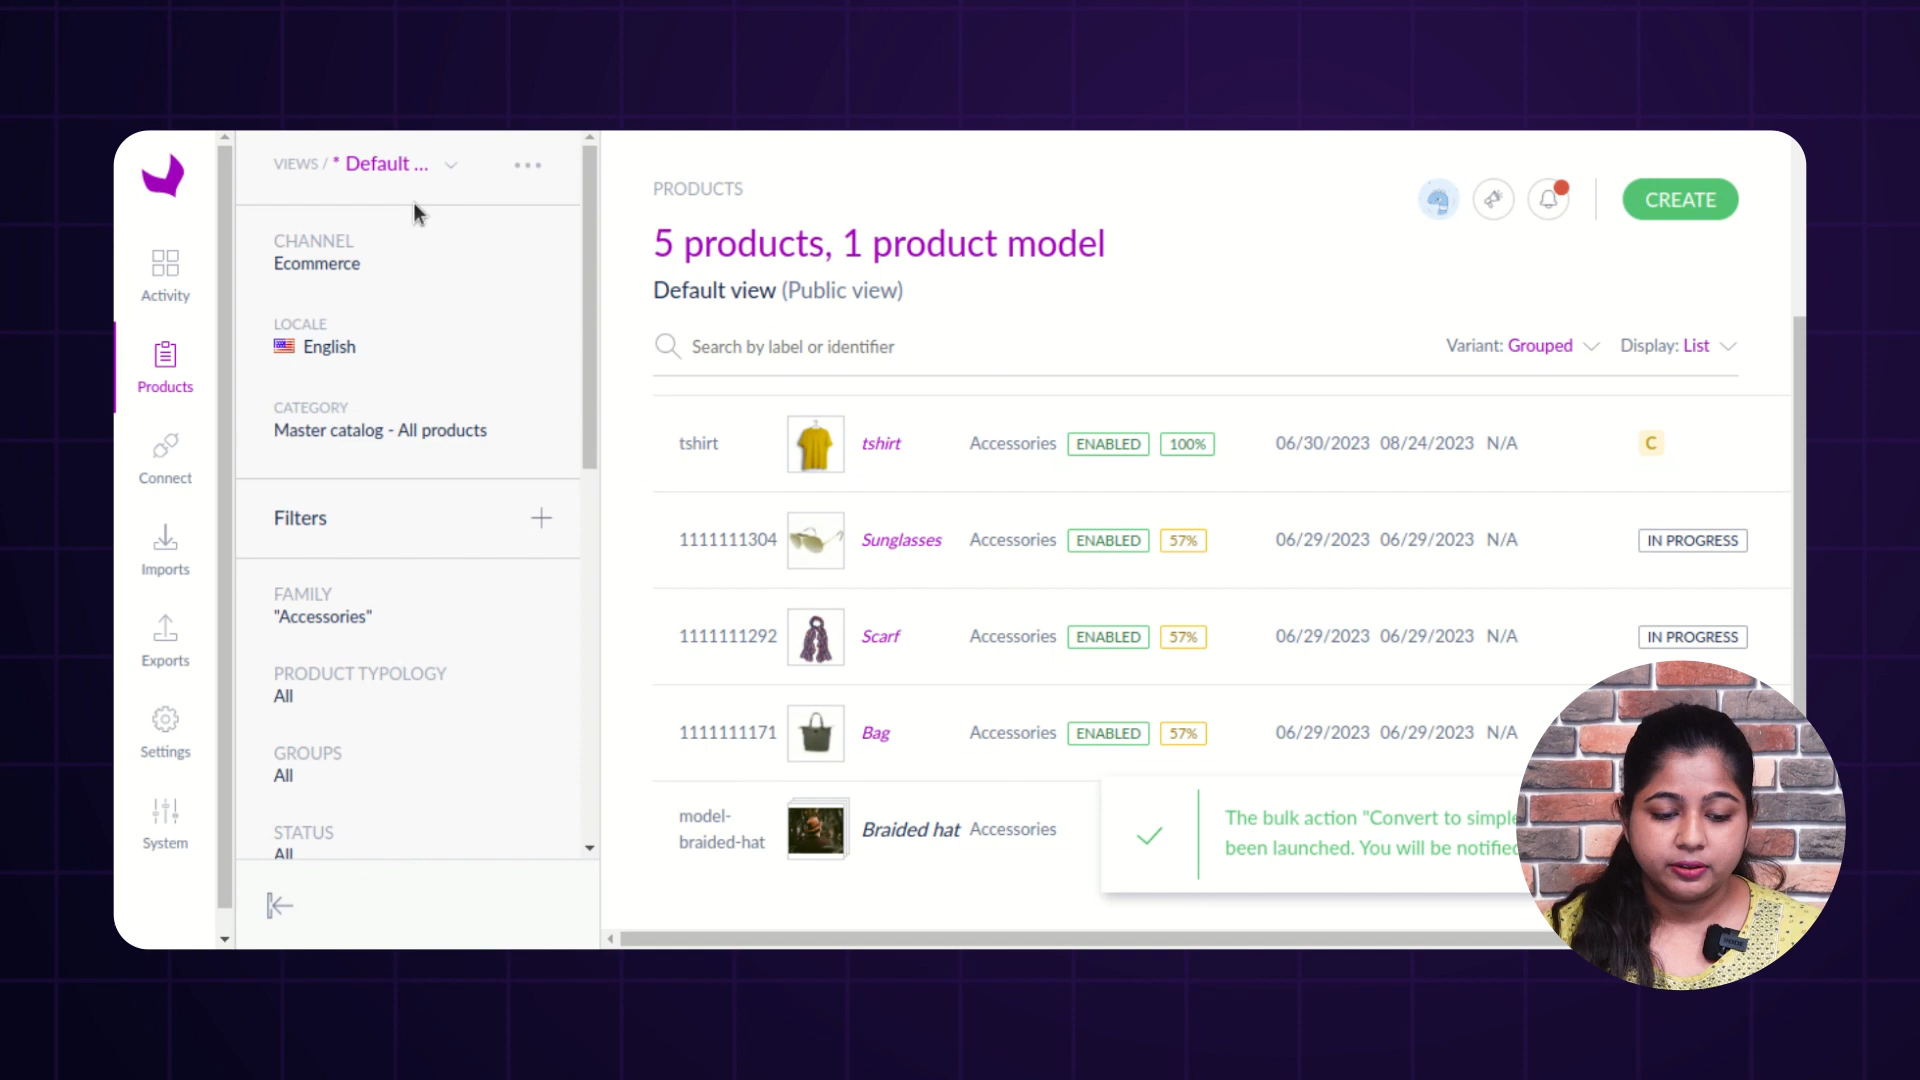 VIEWS / * Default ...
CHANNEL
Ecommerce
LOCALE
English
CATEGORY
Master catalog - All products
Filters
FAMILY
"Accessories"
PRODUCT TYPOLOGY
All
GROUPS
All
STATUS
All
Activity
Products
Connect
Imports
Exports
Settings
System
PRODUCTS
CREATE
5 products, 1 product model
Default view (Public view)
Search by label or identifier
Variant: Grouped
Display: List
tshirt tshirt Accessories ENABLED 100% 06/30/2023 08/24/2023 N/A C
1111111304 Sunglasses Accessories ENABLED 57% 06/29/2023 06/29/2023 N/A IN PROGRESS
1111111292 Scarf Accessories ENABLED 57% 06/29/2023 06/29/2023 N/A IN PROGRESS
1111111171 Bag Accessories ENABLED 57% 06/29/2023 06/29/2023 N/A
model-
braided-hat
Braided hat Accessories
The bulk action "Convert to simple
been launched. You will be notified
RODE